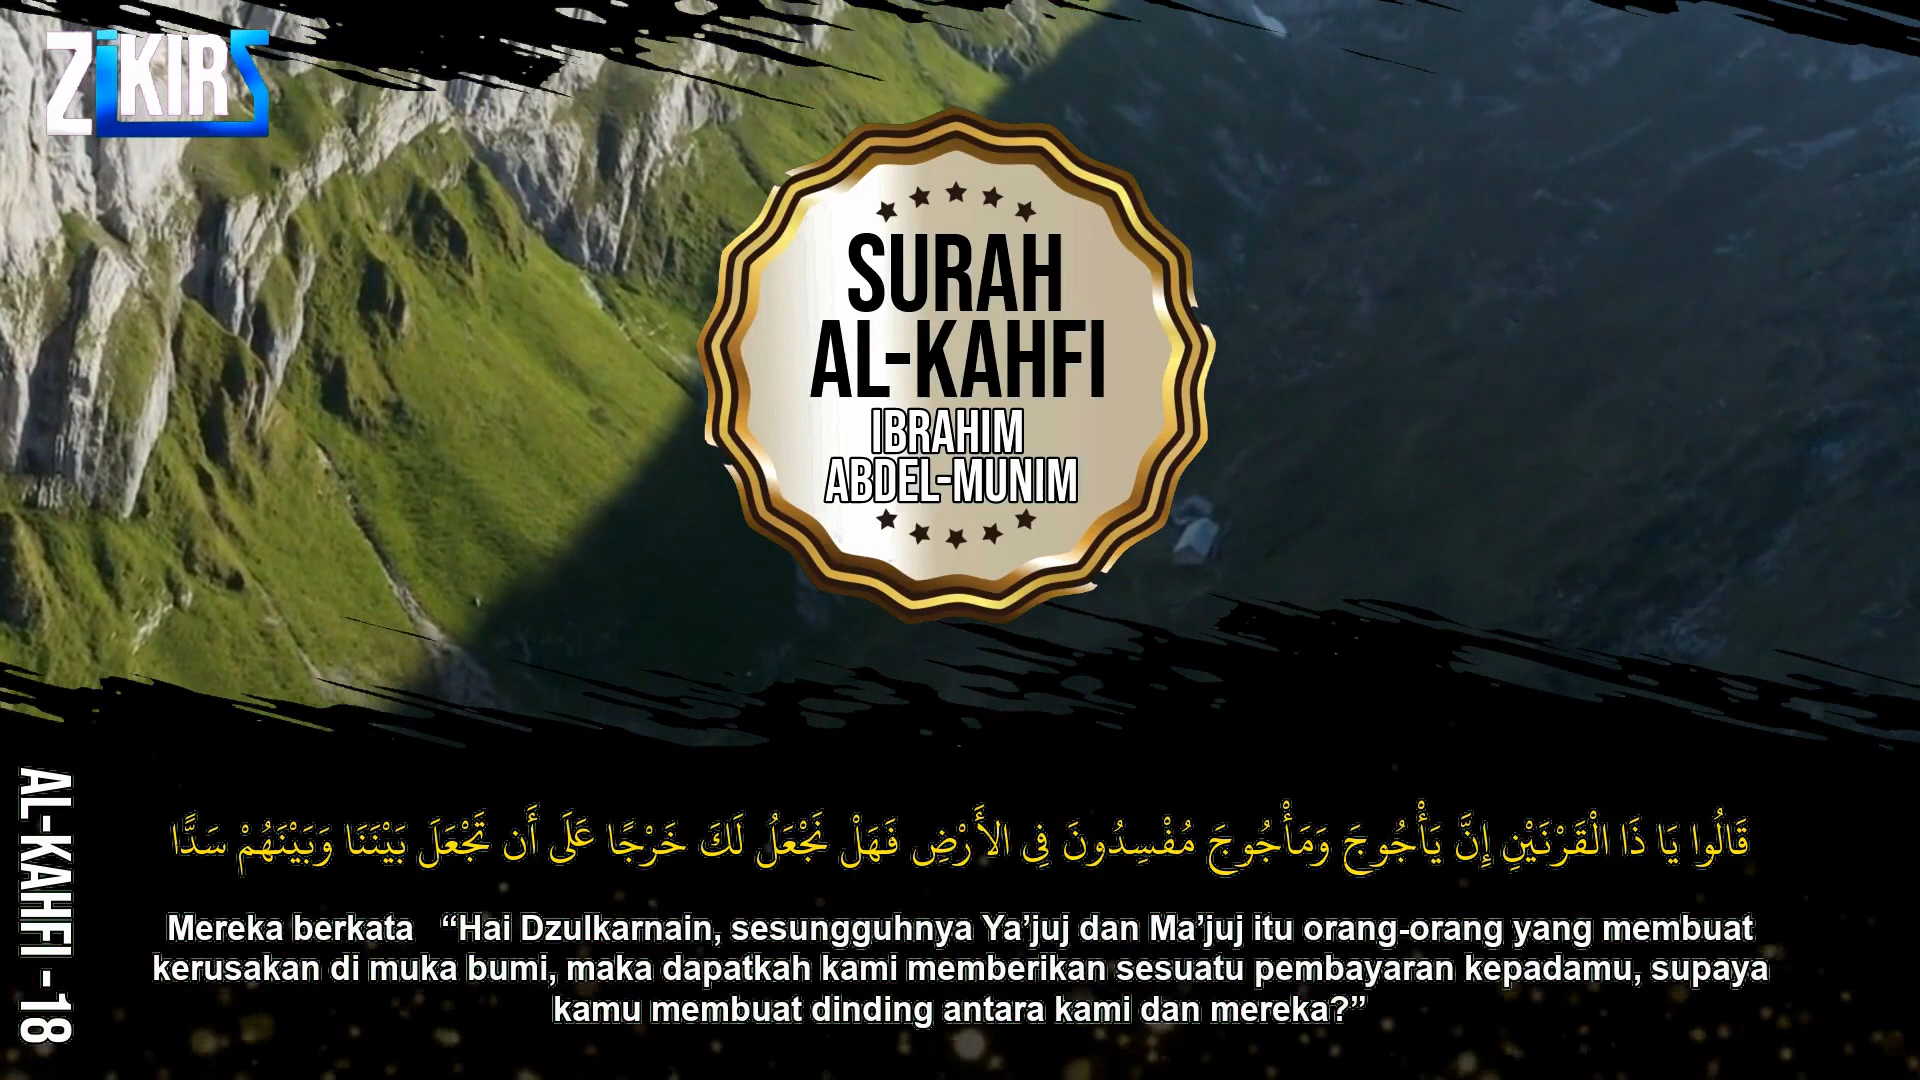 ZiKIR
SURAH
AL-KAHFI
IBRAHIM
ABDEL-MUNIM
AL-KAHFI - 18
قَالُوا يَا ذَا الْقَرْنَيْنِ إِنَّ يَأْجُوجَ وَمَأْجُوجَ مُفْسِدُونَ فِى الأَرْضِ فَهَلْ نَجْعَلُ لَكَ خَرْجًا عَلَى أَن تَجْعَلَ بَيْنَنَا وَبَيْنَهُمْ سَدًّا
Mereka berkata “Hai Dzulkarnain, sesungguhnya Ya’juj dan Ma’juj itu orang-orang yang membuat
kerusakan di muka bumi, maka dapatkah kami memberikan sesuatu pembayaran kepadamu, supaya
kamu membuat dinding antara kami dan mereka?”